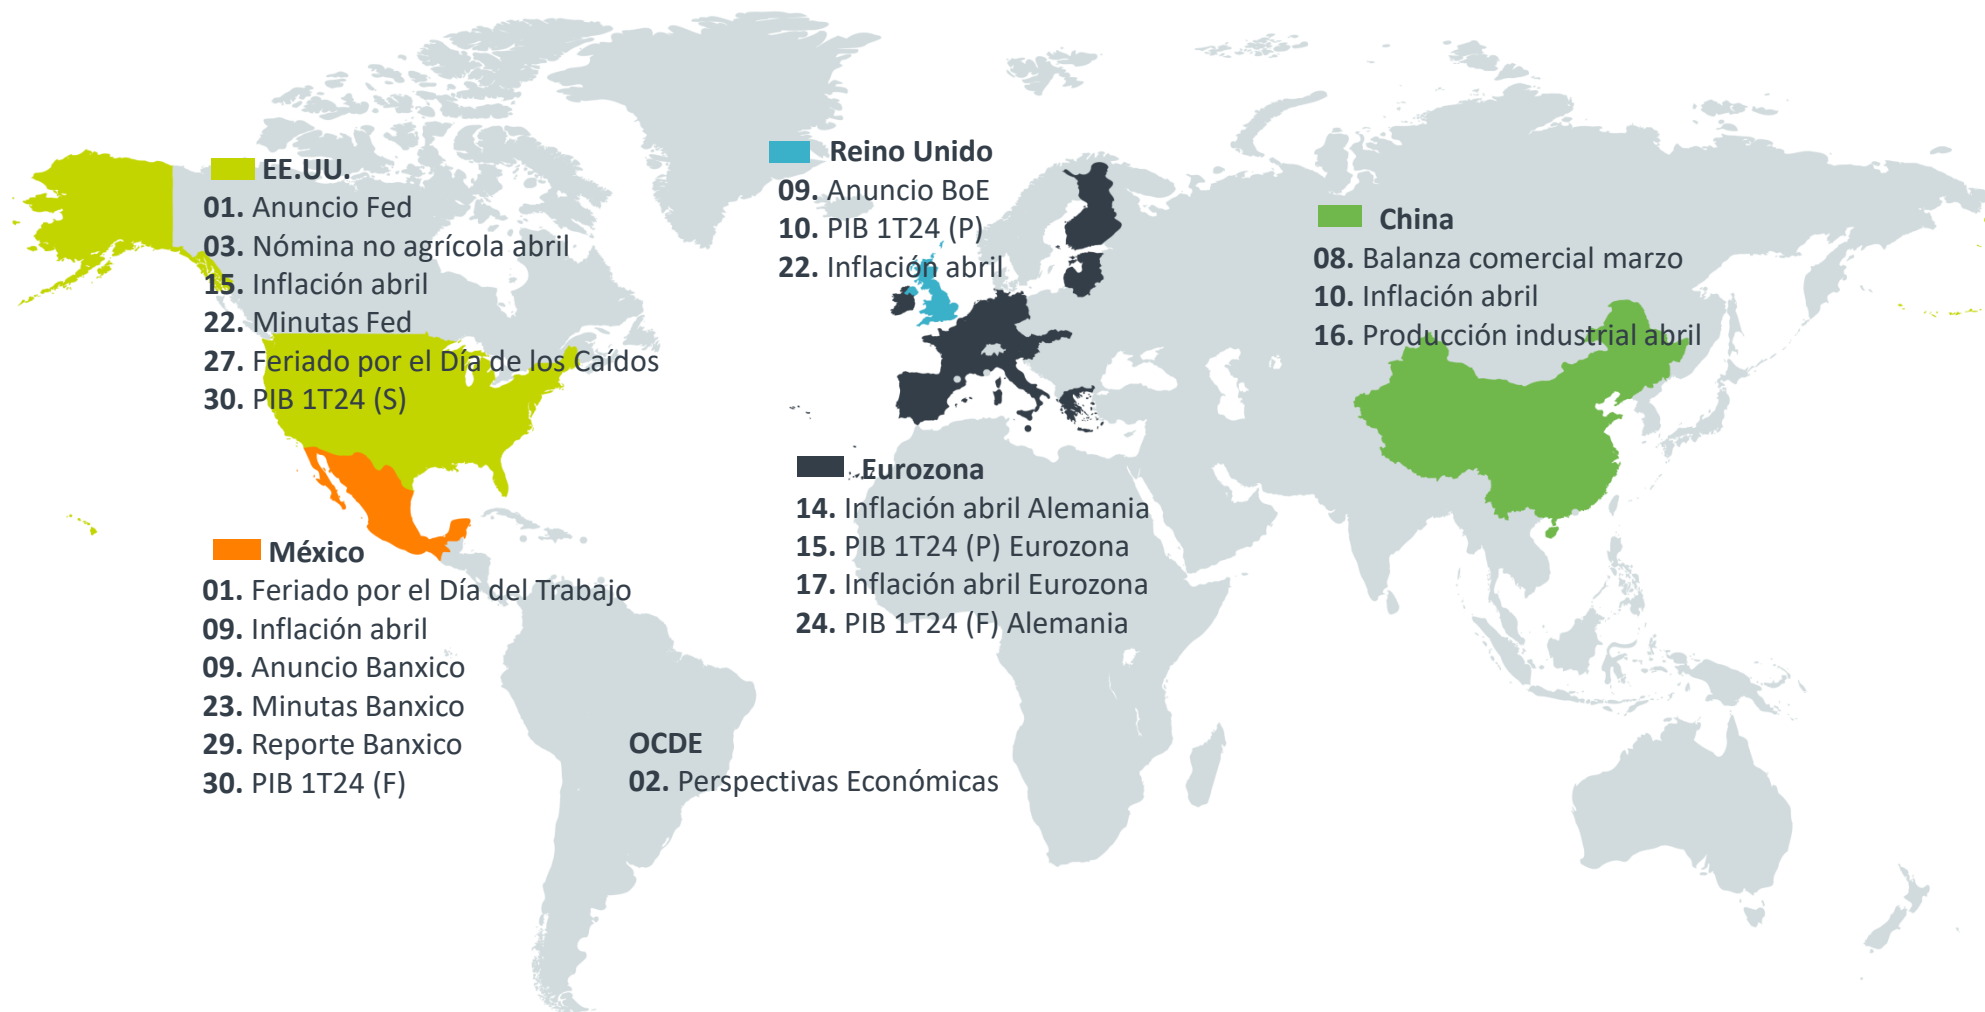 EE.UU.
01. Anuncio Fed
03. Nómina no agrícola abril
15. Inflación abril
22. Minutas Fed
27. Feriado por el Día de los Caídos
30. PIB 1T24 (S)
México
01. Feriado por el Día del Trabajo
09. Inflación abril
09. Anuncio Banxico
23. Minutas Banxico
29. Reporte Banxico
30. PIB 1T24 (F)
OCDE
02. Perspectivas Económicas
Reino Unido
09. Anuncio BoE
10. PIB 1T24 (P)
22. Inflación abril
Eurozona
14. Inflación abril Alemania
15. PIB 1T24 (P) Eurozona
17. Inflación abril Eurozona
24. PIB 1T24 (F) Alemania
China
08. Balanza comercial marzo
10. Inflación abril
16. Producción industrial abril